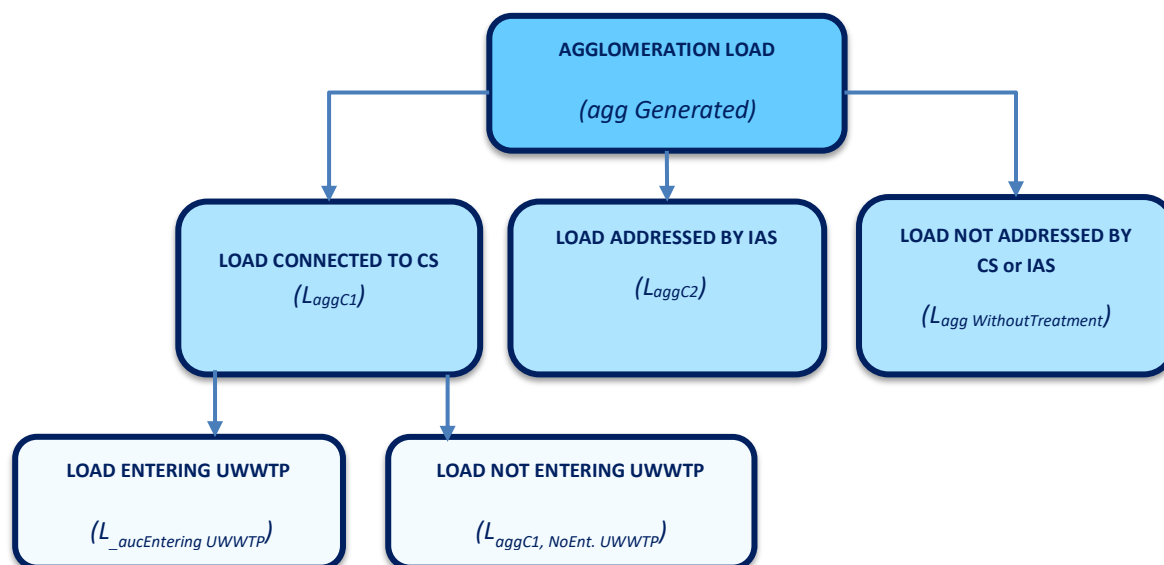 AGGLOMERATION LOAD
(agg Generated)
LOAD CONNECTED TO CS
(LaggC1)
LOAD ADDRESSED BY IAS
(LaggC2)
LOAD NOT ADDRESSED BY
CS or IAS
(Lagg WithoutTreatment)
LOAD ENTERING UWWTP
(L_aucEntering UWWTP)
LOAD NOT ENTERING UWWTP
(LaggC1, NoEnt. UWWTP)